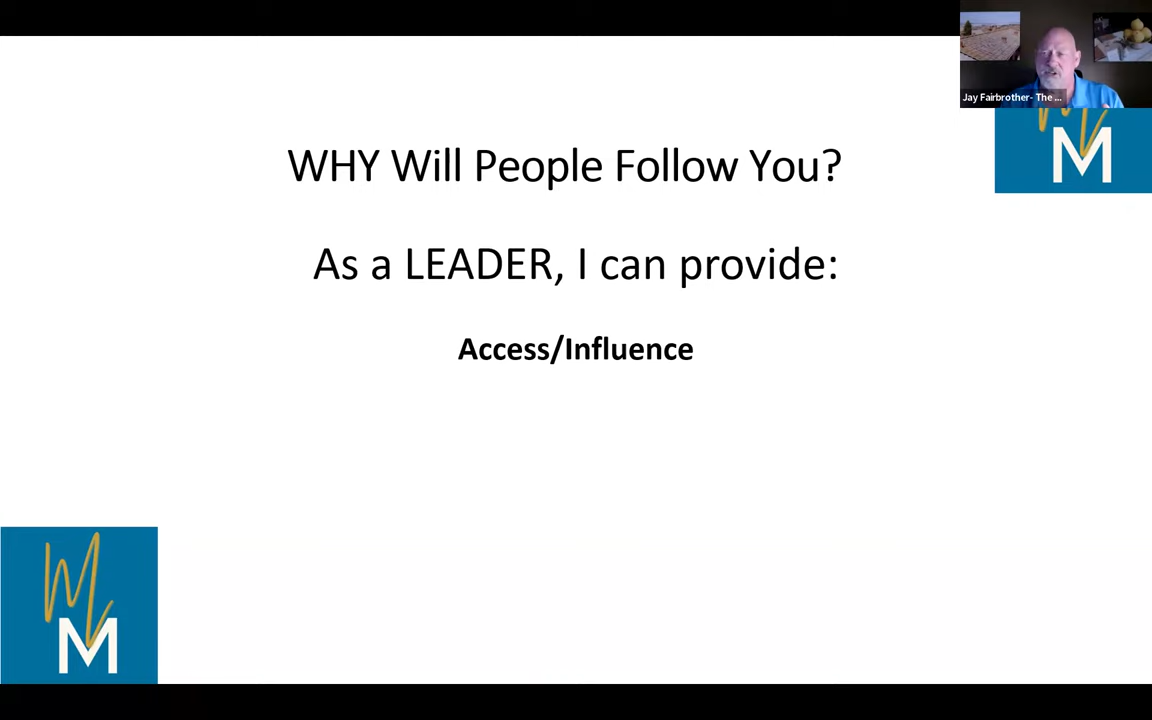 Jay Fairbrother- The ...
M
M
WHY Will People Follow You?
As a LEADER, I can provide:
Access/Influence
M
M